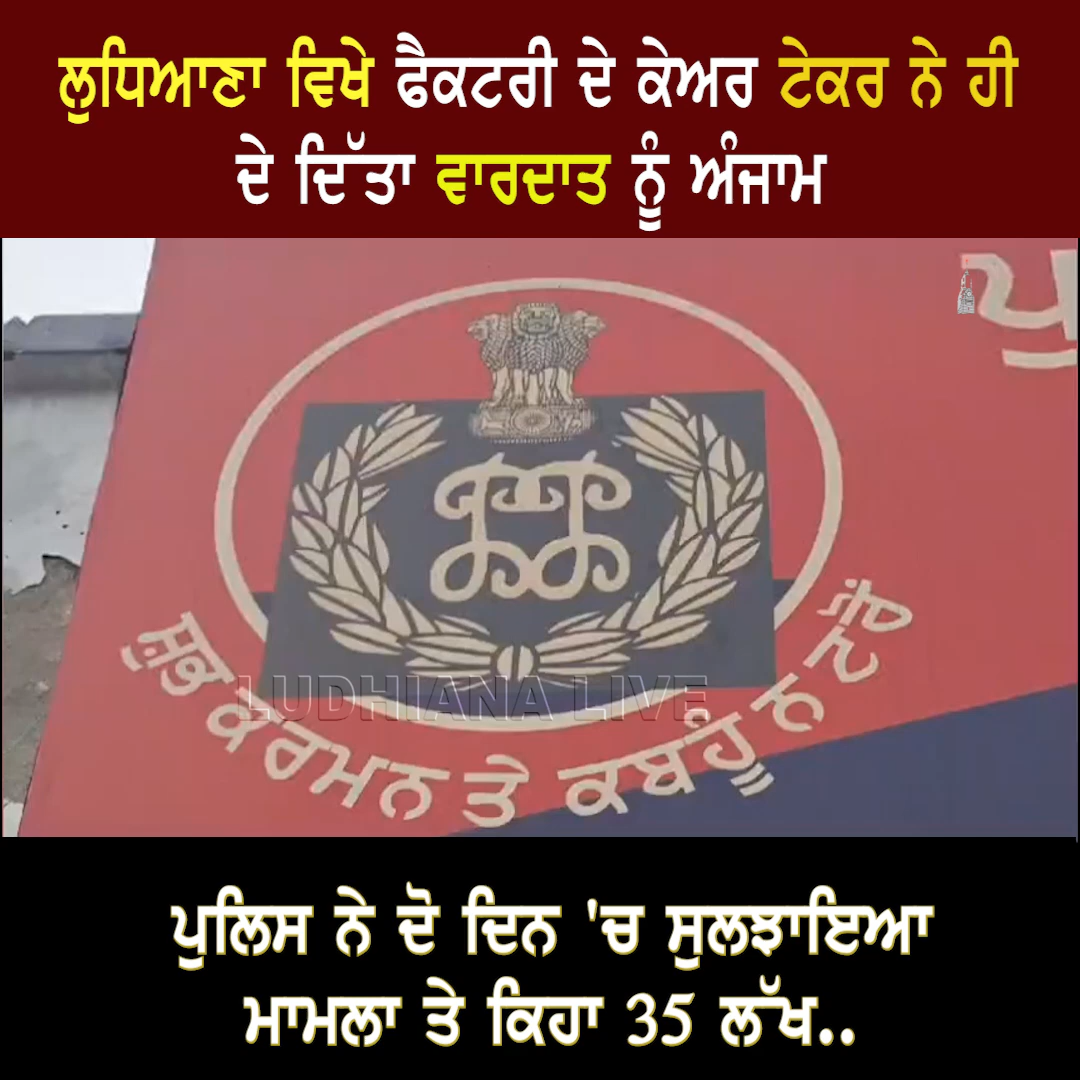 ਲੁਧਿਆਣਾ ਵਿਖੇ ਫੈਕਟਰੀ ਦੇ ਕੇਅਰ ਟੇਕਰ ਨੇ ਹੀ
ਦੇ ਦਿੱਤਾ ਵਾਰਦਾਤ ਨੂੰ ਅੰਜਾਮ
ਪੁ
ਸ਼ੁਭ ਕਰਮਨ ਤੇ ਕਬਹੂੰ ਨ ਟਰੋਂ
LUDHIANA LIVE
ਪੁਲਿਸ ਨੇ ਦੋ ਦਿਨ 'ਚ ਸੁਲਝਾਇਆ
ਮਾਮਲਾ ਤੇ ਕਿਹਾ 35 ਲੱਖ..